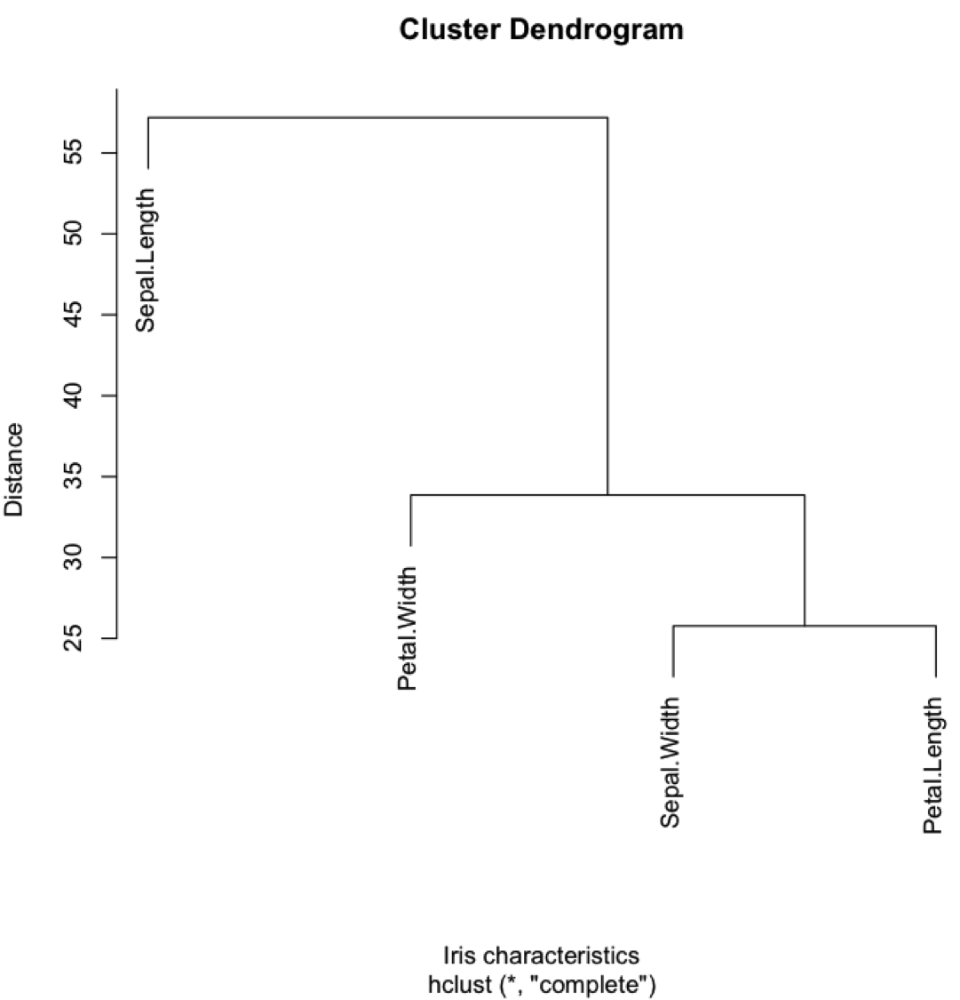 Cluster Dendrogram
Distance
55
50
45
40
35
30
25
Sepal.Length
Petal.Width
Sepal.Width
Petal.Length
Iris characteristics
hclust (*, "complete")